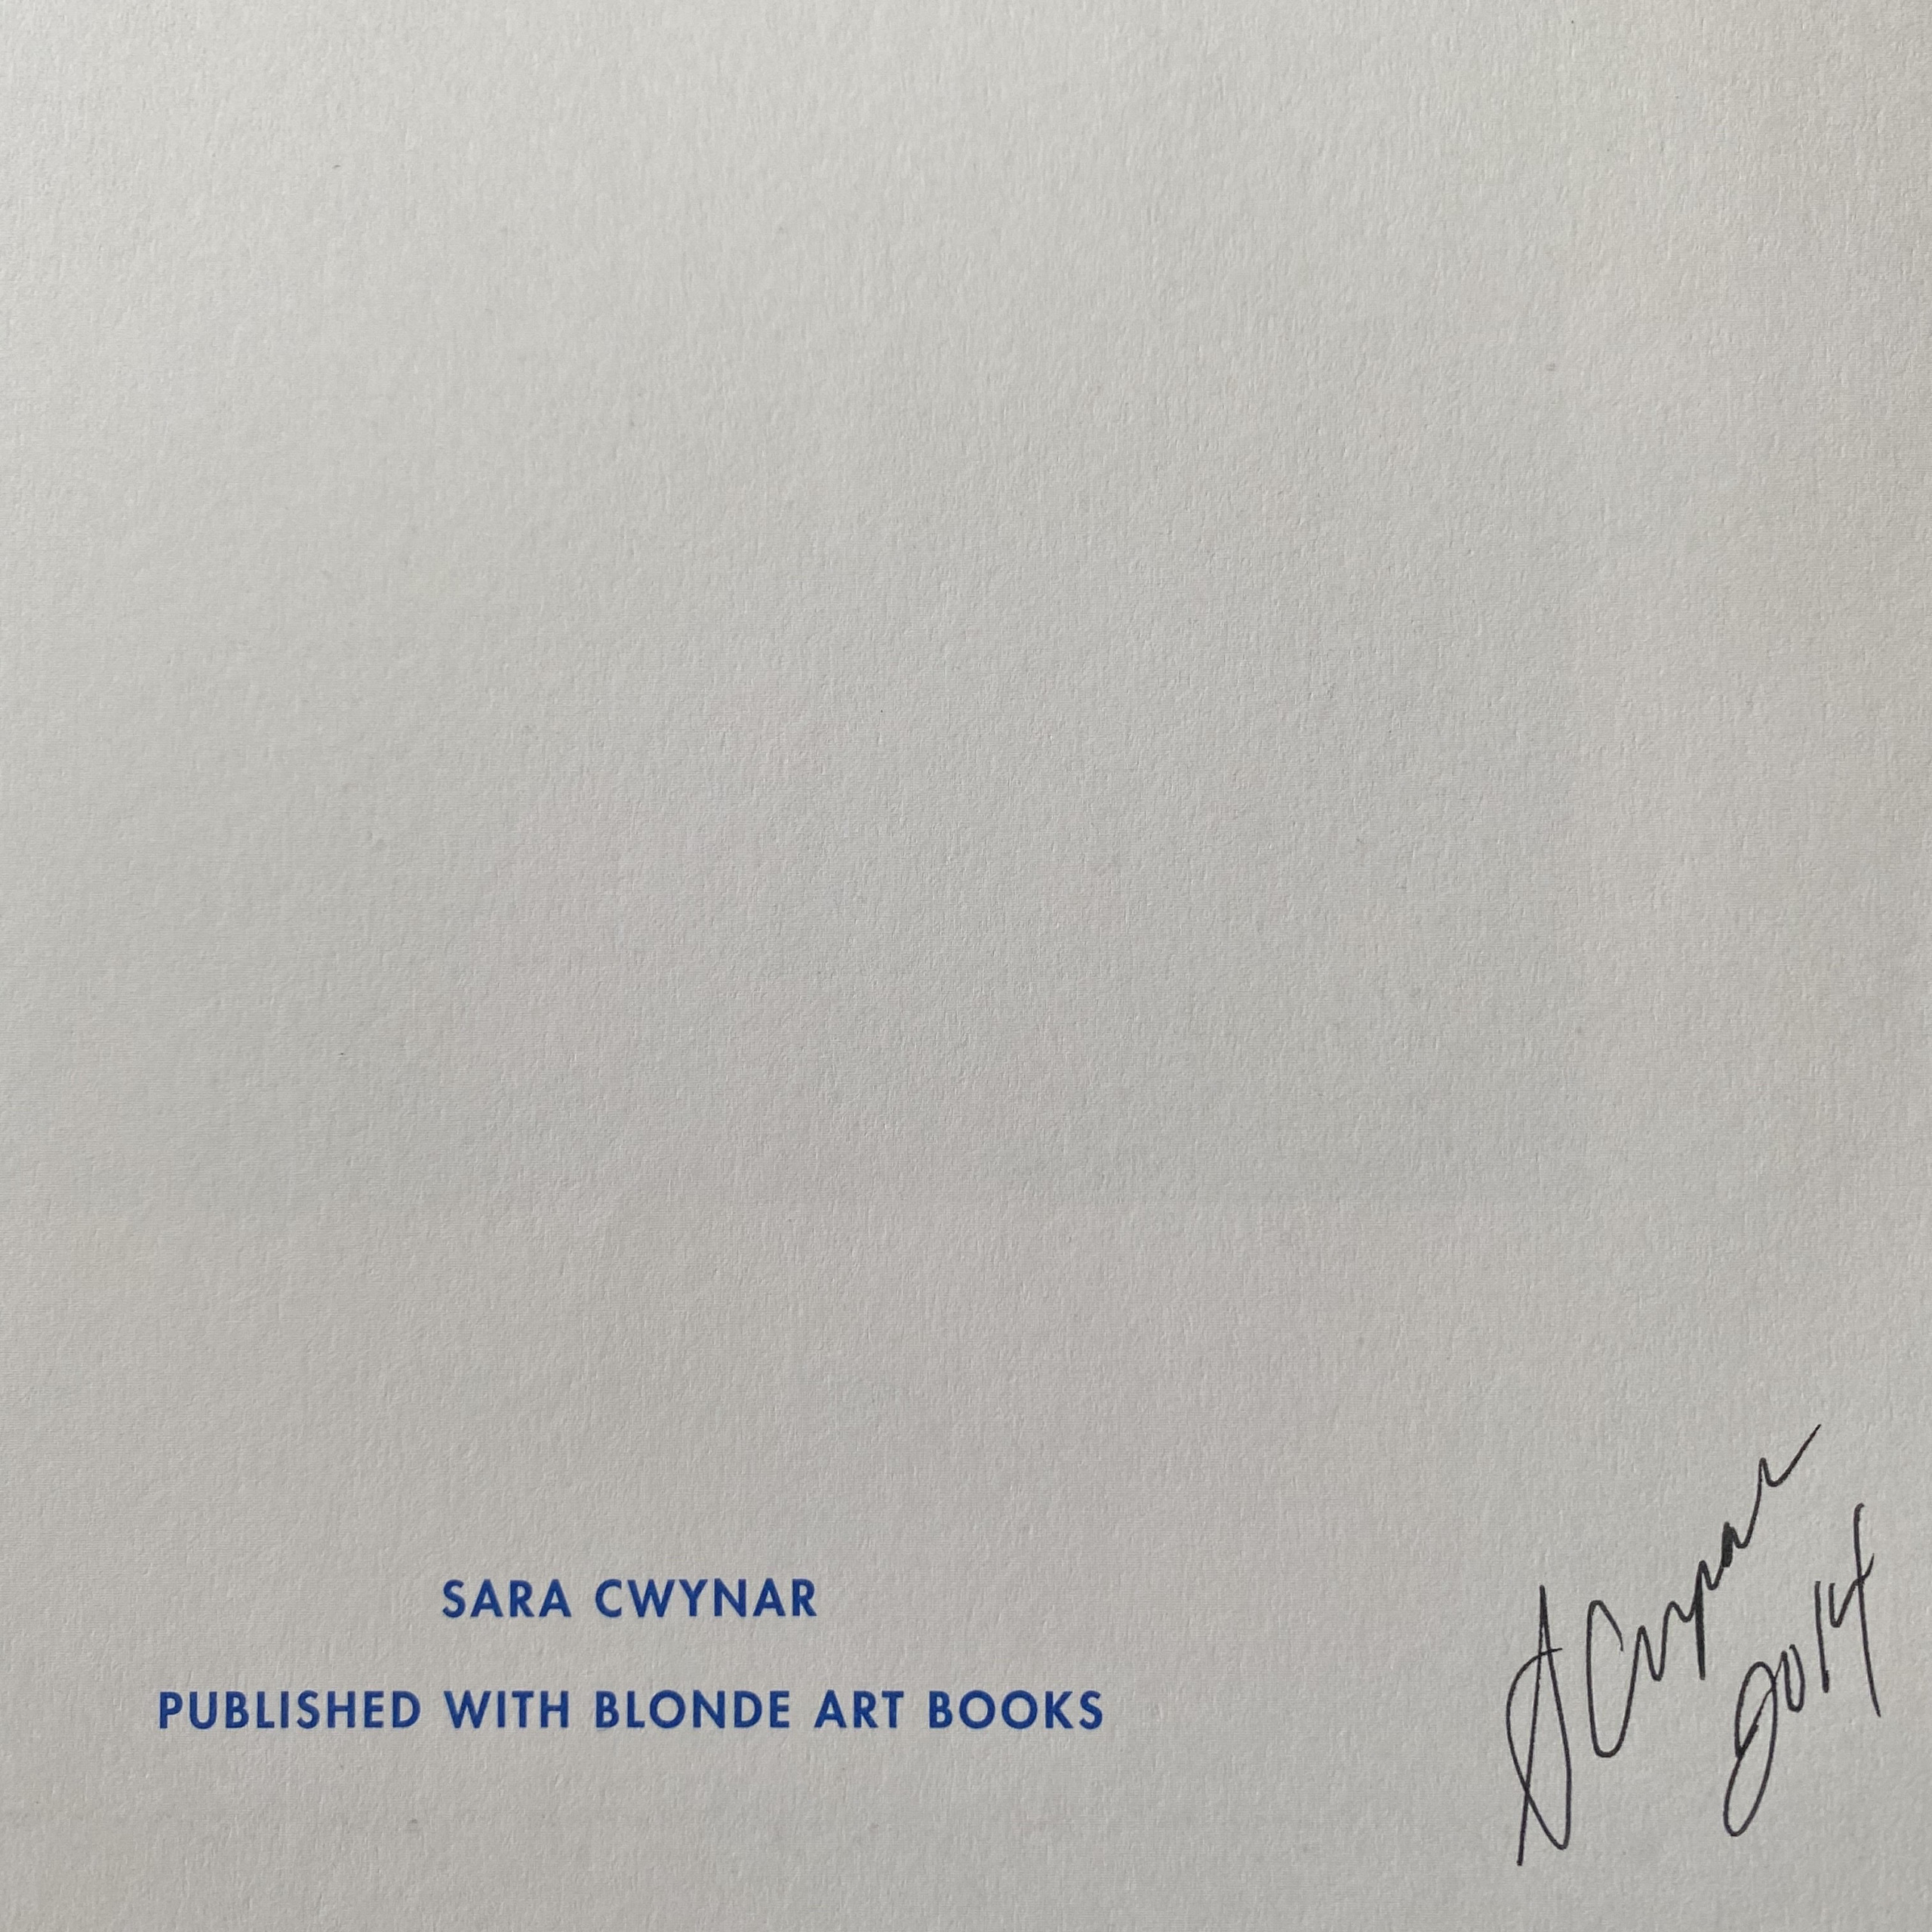 SARA CWYNAR
PUBLISHED WITH BLONDE ART BOOKS
S Cwynar
2014